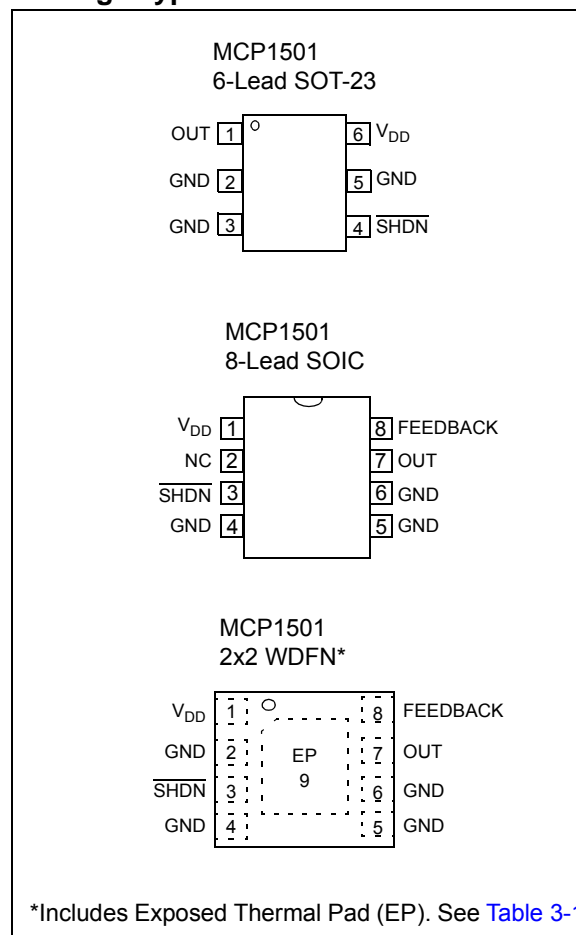 MCP1501
6-Lead SOT-23
OUT 1 6 VDD
GND 2 5 GND
GND 3 4 SHDN
MCP1501
8-Lead SOIC
VDD 1 8 FEEDBACK
NC 2 7 OUT
SHDN 3 6 GND
GND 4 5 GND
MCP1501
2x2 WDFN*
VDD 1 8 FEEDBACK
GND 2 EP 7 OUT
SHDN 3 9 6 GND
GND 4 5 GND
*Includes Exposed Thermal Pad (EP). See Table 3-1